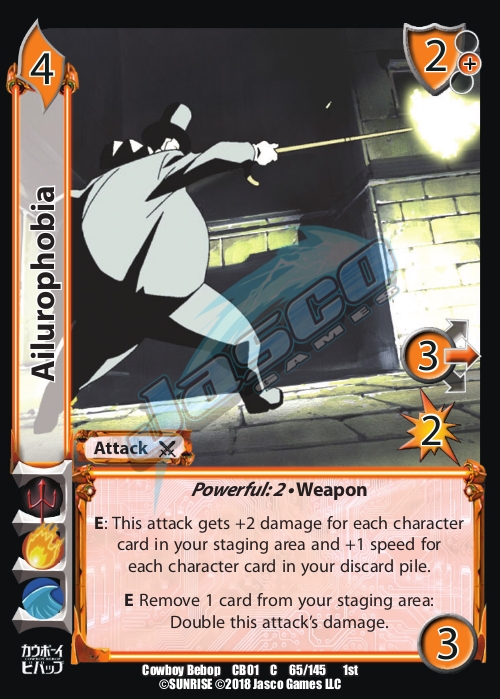 4
2
+
Ailurophobia
JASCO
GAMES
3
2
Attack
Powerful: 2 • Weapon
E: This attack gets +2 damage for each character
card in your staging area and +1 speed for
each character card in your discard pile.
E Remove 1 card from your staging area:
Double this attack's damage.
3
カウボーイ
ビバップ
Cowboy Bebop CB01 C 65/145 1st
©SUNRISE ©2018 Jasco Games LLC